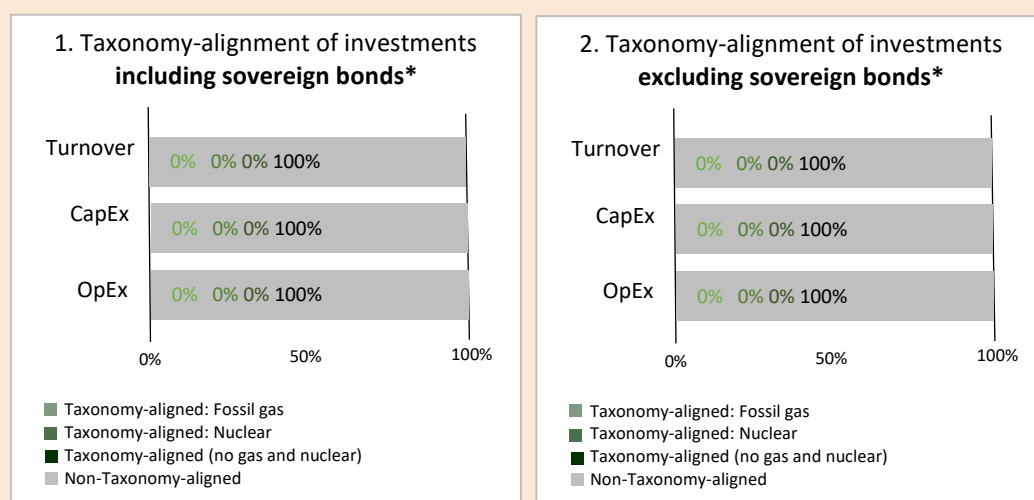 1. Taxonomy-alignment of investments
including sovereign bonds*
Turnover
0% 0% 0% 100%
CapEx
0% 0% 0% 100%
OpEx
0% 0% 0% 100%
0% 50% 100%
Taxonomy-aligned: Fossil gas
Taxonomy-aligned: Nuclear
Taxonomy-aligned (no gas and nuclear)
Non-Taxonomy-aligned
2. Taxonomy-alignment of investments
excluding sovereign bonds*
Turnover
0% 0% 0% 100%
CapEx
0% 0% 0% 100%
OpEx
0% 0% 0% 100%
0% 50% 100%
Taxonomy-aligned: Fossil gas
Taxonomy-aligned: Nuclear
Taxonomy-aligned (no gas and nuclear)
Non-Taxonomy-aligned